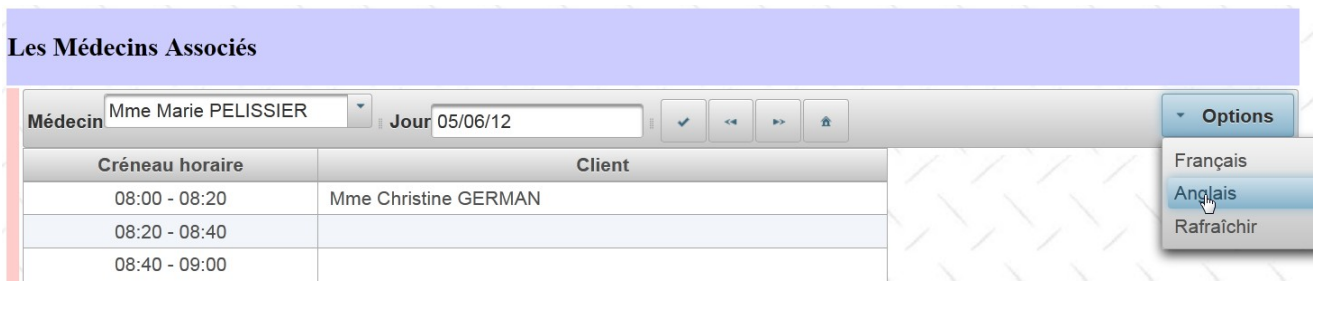 Les Médecins Associés
Médecin Mme Marie PELISSIER Jour 05/06/12 Options
Créneau horaire Client Français
08:00 - 08:20 Mme Christine GERMAN Anglais
08:20 - 08:40 Rafraîchir
08:40 - 09:00